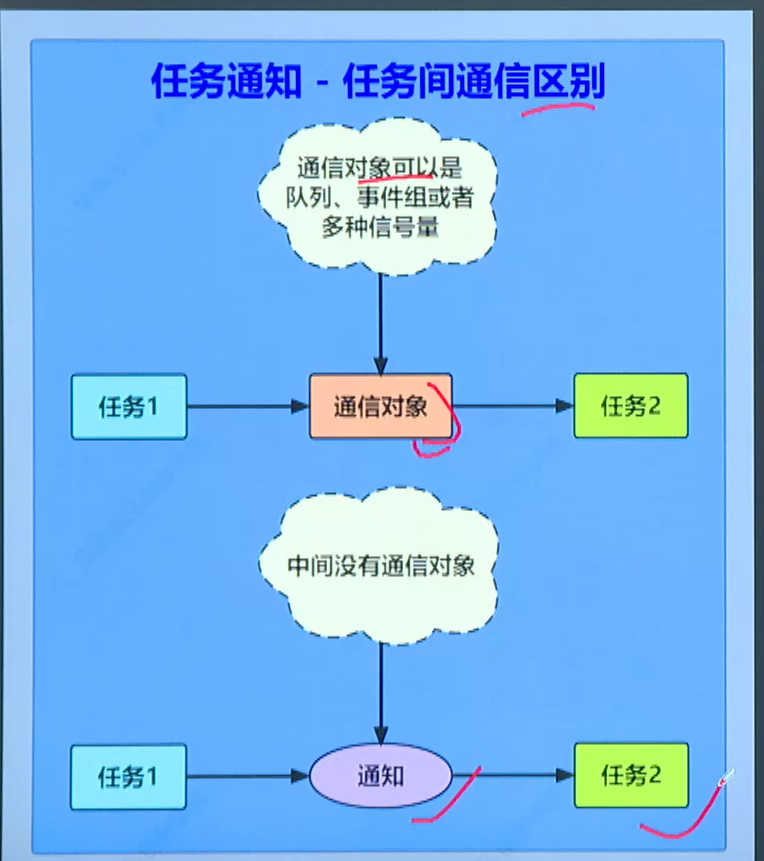 任务通知 - 任务间通信区别
通信对象可以是
队列、事件组或者
多种信号量
任务1
通信对象
任务2
中间没有通信对象
任务1
通知
任务2